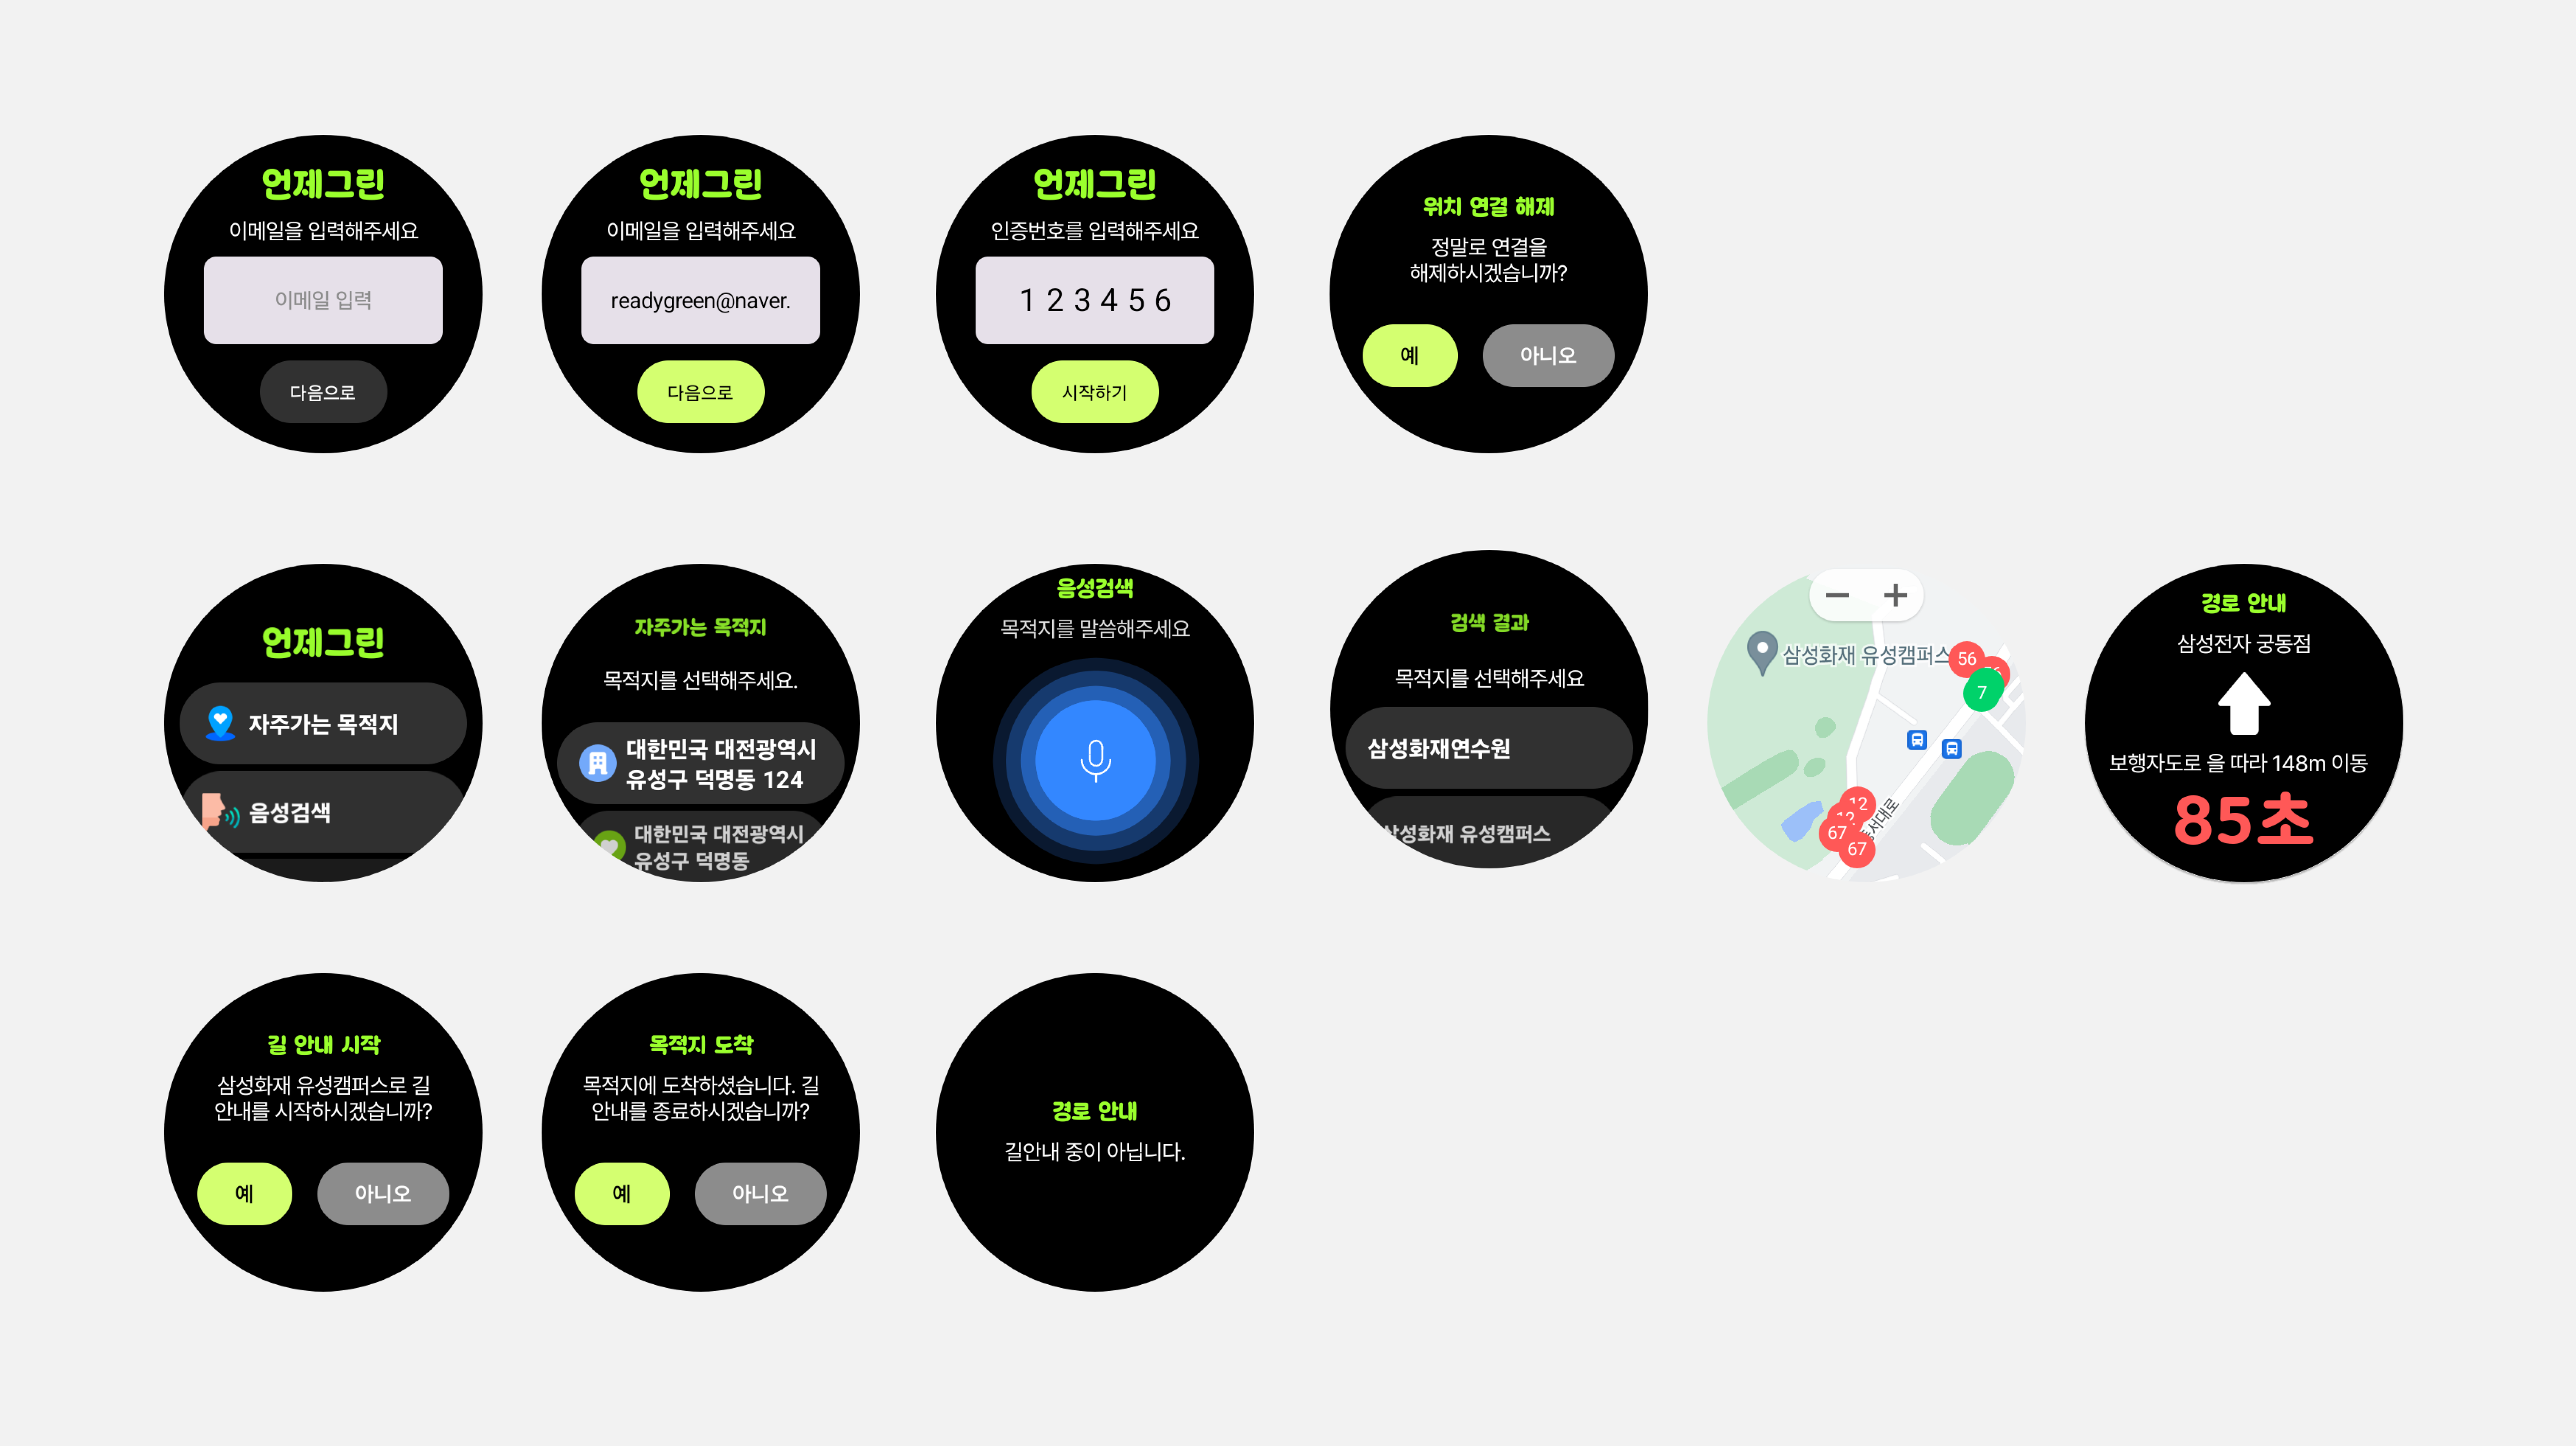 언제그린
이메일을 입력해주세요
이메일 입력
다음으로
언제그린
이메일을 입력해주세요
readygreen@naver.
다음으로
언제그린
인증번호를 입력해주세요
1 2 3 4 5 6
시작하기
워치 연결 해제
정말로 연결을
해제하시겠습니까?
예
아니오
언제그린
자주가는 목적지
음성검색
자주가는 목적지
목적지를 선택해주세요.
대한민국 대전광역시
유성구 덕명동 124
대한민국 대전광역시
유성구 덕명동
음성검색
목적지를 말씀해주세요
검색 결과
목적지를 선택해주세요
삼성화재연수원
삼성화재 유성캠퍼스
− +
삼성화재 유성캠퍼스
56
7
12
12
67
67
동서대로
경로 안내
삼성전자 궁동점
보행자도로 을 따라 148m 이동
85초
길 안내 시작
삼성화재 유성캠퍼스로 길
안내를 시작하시겠습니까?
예
아니오
목적지 도착
목적지에 도착하셨습니다. 길
안내를 종료하시겠습니까?
예
아니오
경로 안내
길안내 중이 아닙니다.